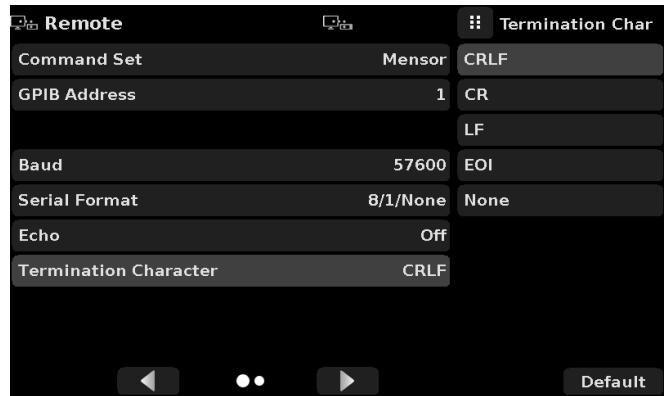 Remote
Termination Char
Command Set Mensor
CRLF
GPIB Address 1
CR
LF
Baud 57600
EOI
Serial Format 8/1/None
None
Echo Off
Termination Character CRLF
Default